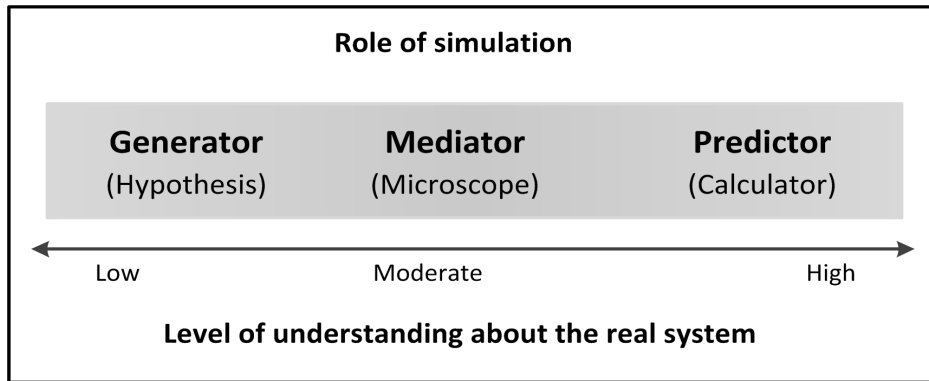 Role of simulation
Generator Mediator Predictor
(Hypothesis) (Microscope) (Calculator)
Low Moderate High
Level of understanding about the real system